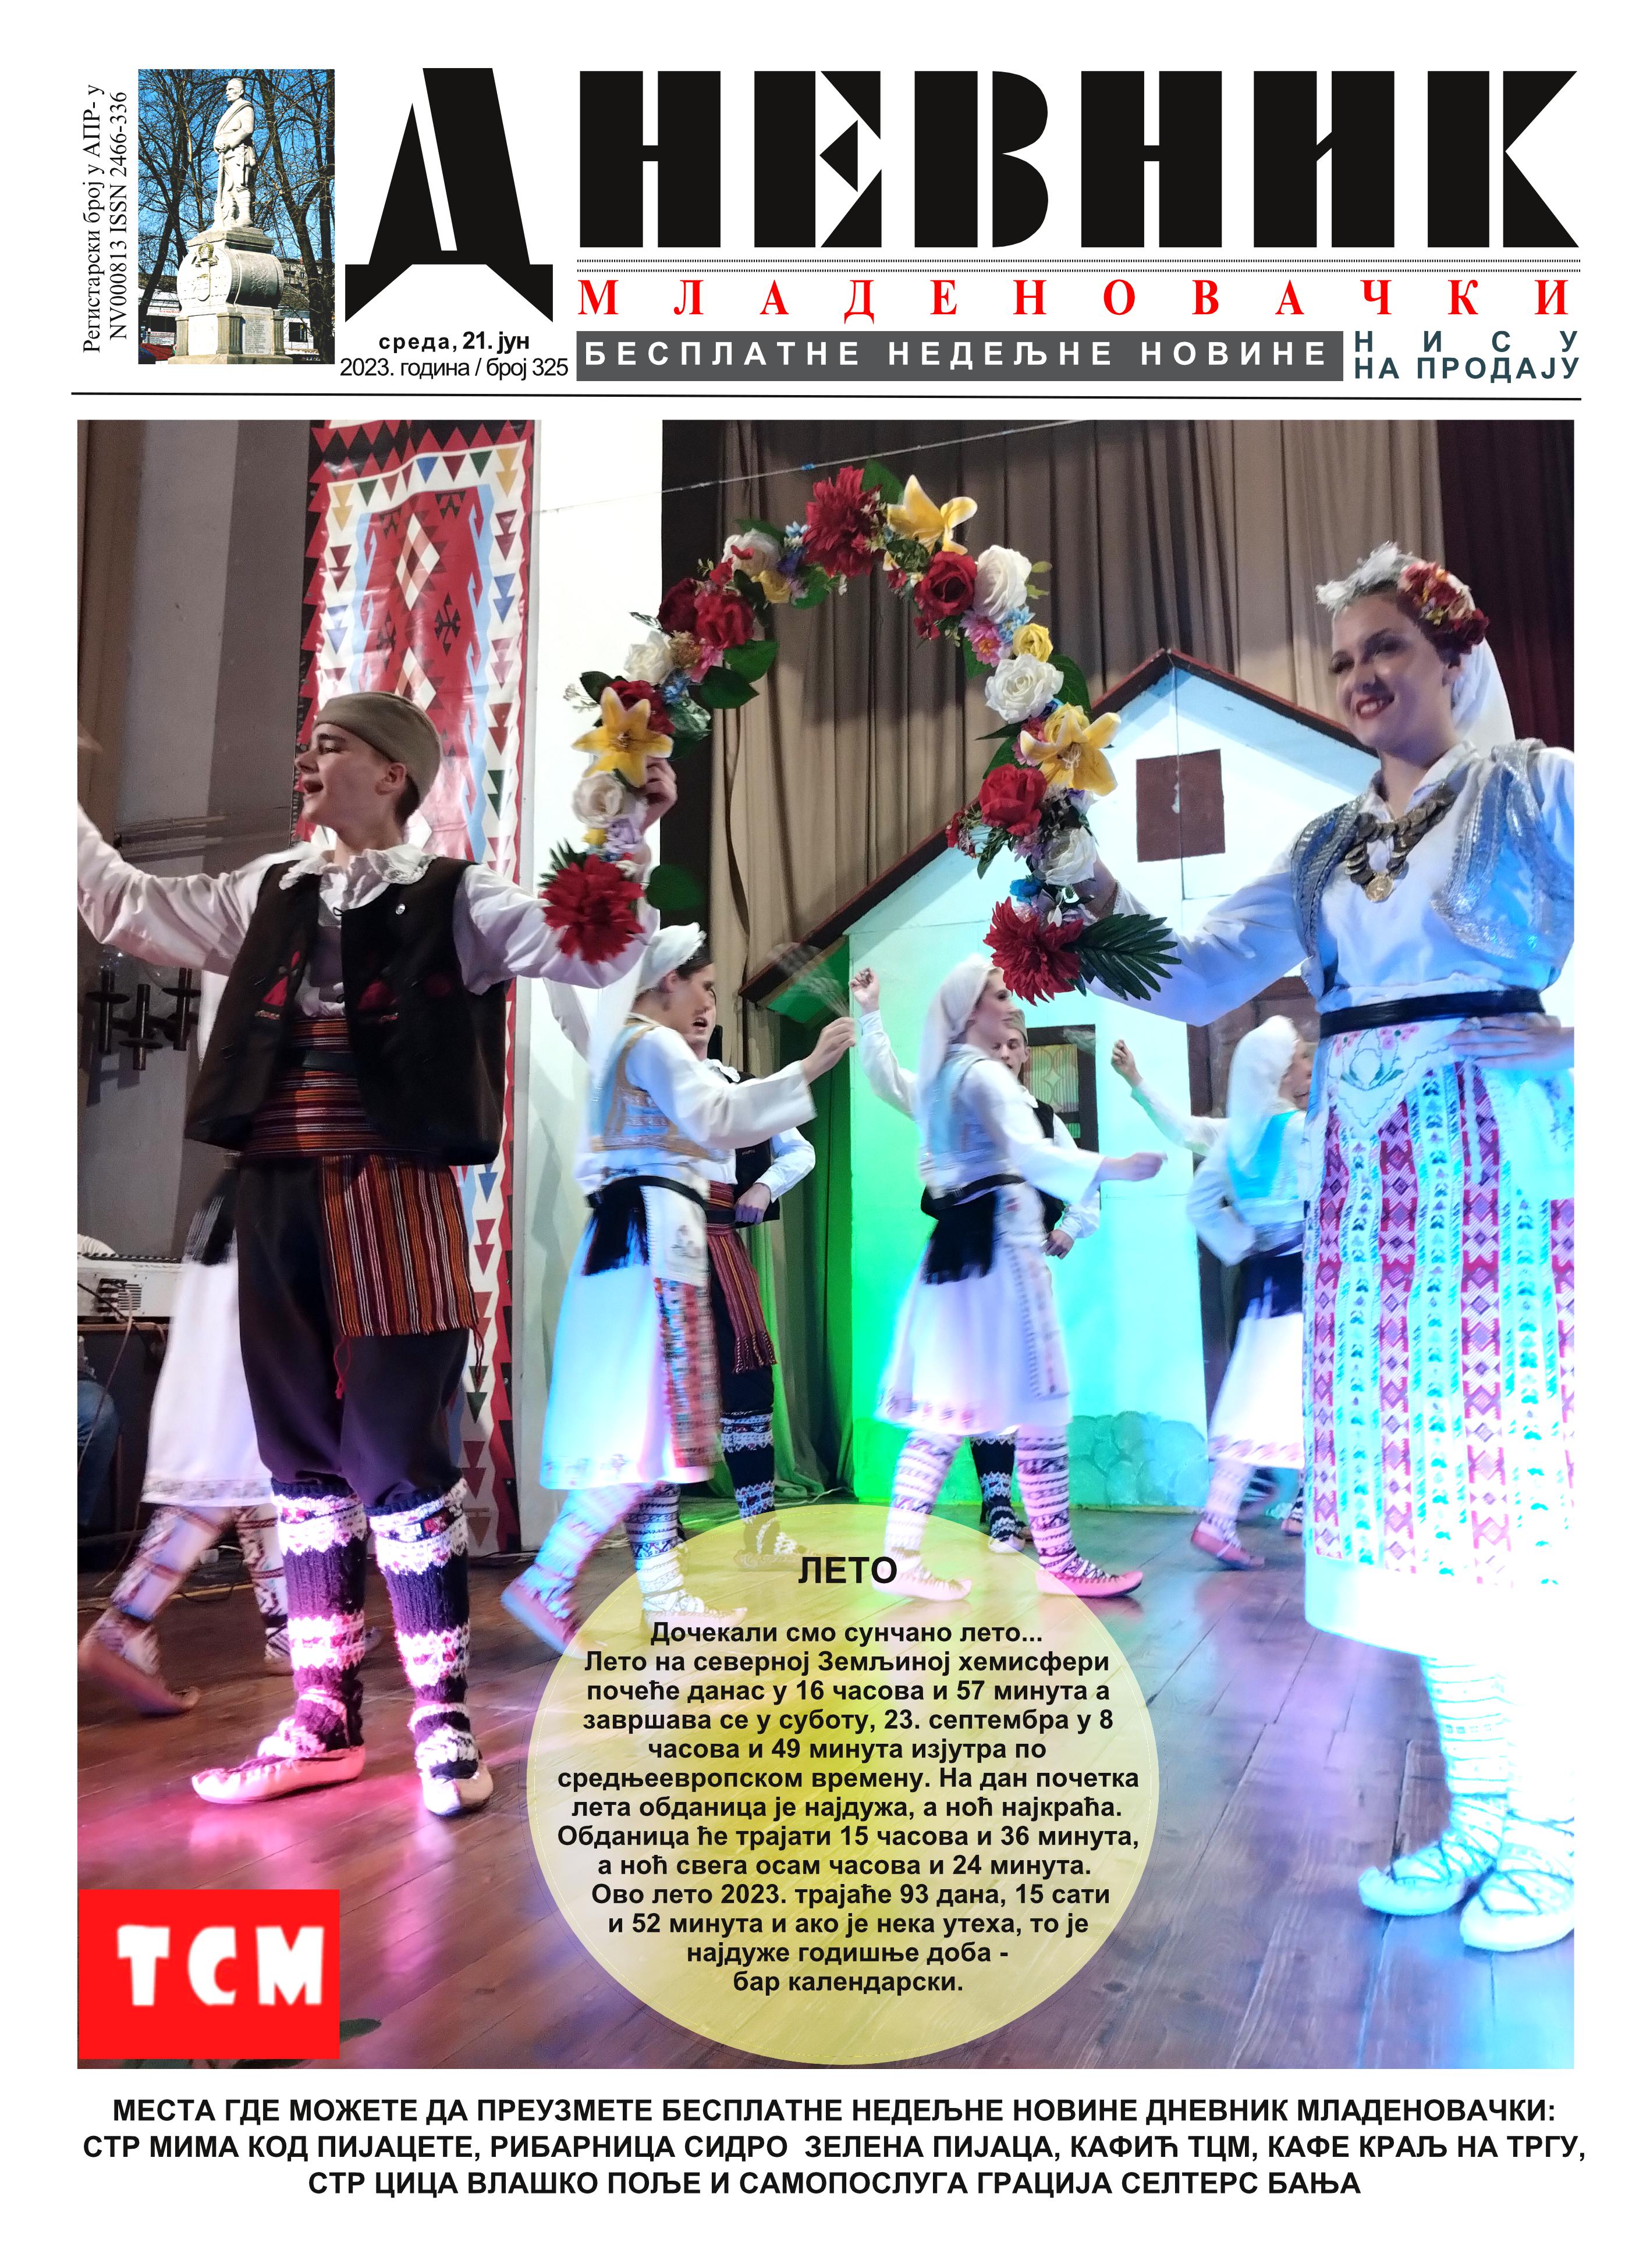 Регистарски број у АПР- у
NV000813 ISSN 2466-336
ДНЕВНИК
МЛАДЕНОВАЧКИ
среда, 21. јун
2023. година / број 325
БЕСПЛАТНЕ НЕДЕЉНЕ НОВИНЕ
НИСУ
НА ПРОДАЈУ
ЛЕТО
Дочекали смо сунчано лето...
Лето на северној Земљиној хемисфери
почеће данас у 16 часова и 57 минута а
завршава се у суботу, 23. септембра у 8
часова и 49 минута изјутра по
средњеевропском времену. На дан почетка
лета обданица је најдужа, а ноћ најкраћа.
Обданица ће трајати 15 часова и 36 минута,
а ноћ свега осам часова и 24 минута.
Ово лето 2023. трајаће 93 дана, 15 сати
и 52 минута и ако је нека утеха, то је
најдуже годишње доба -
бар календарски.
ТСМ
МЕСТА ГДЕ МОЖЕТЕ ДА ПРЕУЗМЕТЕ БЕСПЛАТНЕ НЕДЕЉНЕ НОВИНЕ ДНЕВНИК МЛАДЕНОВАЧКИ:
СТР МИМА КОД ПИЈАЦЕТЕ, РИБАРНИЦА СИДРО ЗЕЛЕНА ПИЈАЦА, КАФИЋ ТЦМ, КАФЕ КРАЉ НА ТРГУ,
СТР ЦИЦА ВЛАШКО ПОЉЕ И САМОПОСЛУГА ГРАЦИЈА СЕЛТЕРС БАЊА